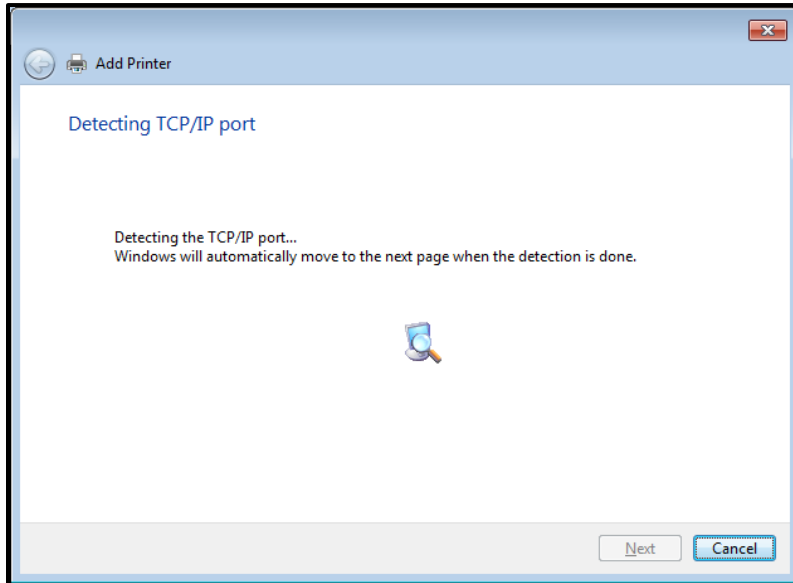 Add Printer
Detecting TCP/IP port
Detecting the TCP/IP port...
Windows will automatically move to the next page when the detection is done.
Next Cancel